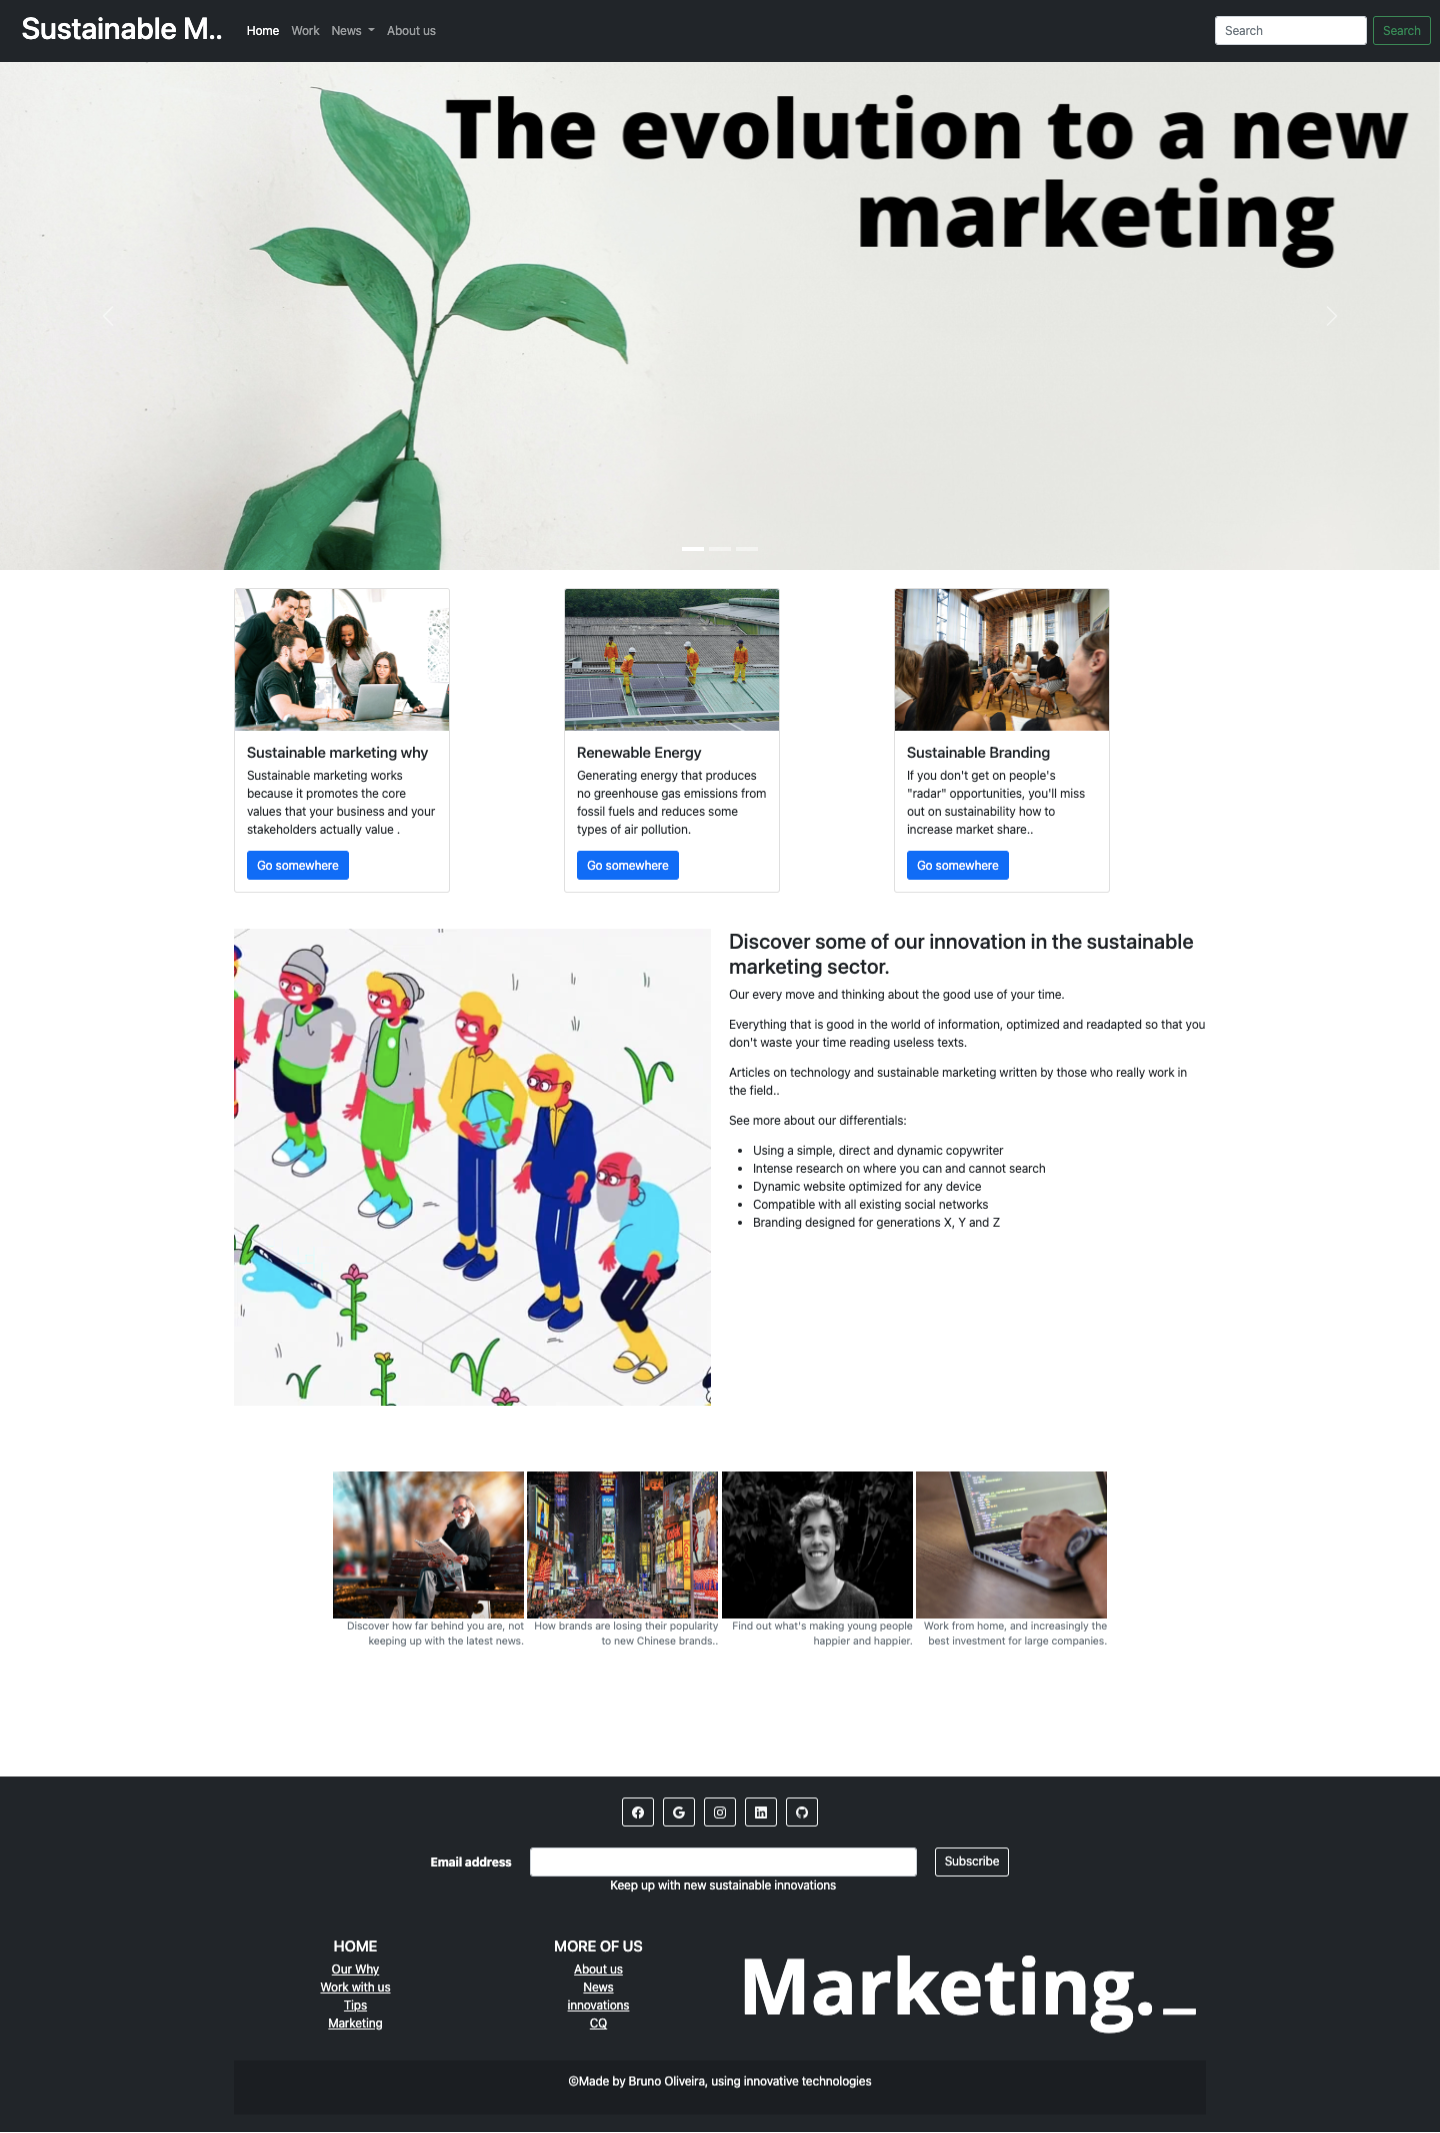 Sustainable M..
Home Work News About us
Search
Search
The evolution to a new
marketing
Sustainable marketing why
Sustainable marketing works
because it promotes the core
values that your business and your
stakeholders actually value .
Go somewhere
Renewable Energy
Generating energy that produces
no greenhouse gas emissions from
fossil fuels and reduces some
types of air pollution.
Go somewhere
Sustainable Branding
If you don't get on people's
"radar" opportunities, you'll miss
out on sustainability how to
increase market share..
Go somewhere
Discover some of our innovation in the sustainable
marketing sector.
Our every move and thinking about the good use of your time.
Everything that is good in the world of information, optimized and readapted so that you
don't waste your time reading useless texts.
Articles on technology and sustainable marketing written by those who really work in
the field..
See more about our differentials:
Using a simple, direct and dynamic copywriter
Intense research on where you can and cannot search
Dynamic website optimized for any device
Compatible with all existing social networks
Branding designed for generations X, Y and Z
Discover how far behind you are, not
keeping up with the latest news.
How brands are losing their popularity
to new Chinese brands..
Find out what's making young people
happier and happier.
Work from home, and increasingly the
best investment for large companies.
Email address
Subscribe
Keep up with new sustainable innovations
HOME
Our Why
Work with us
Tips
Marketing
MORE OF US
About us
News
innovations
CQ
Marketing._
©Made by Bruno Oliveira, using innovative technologies